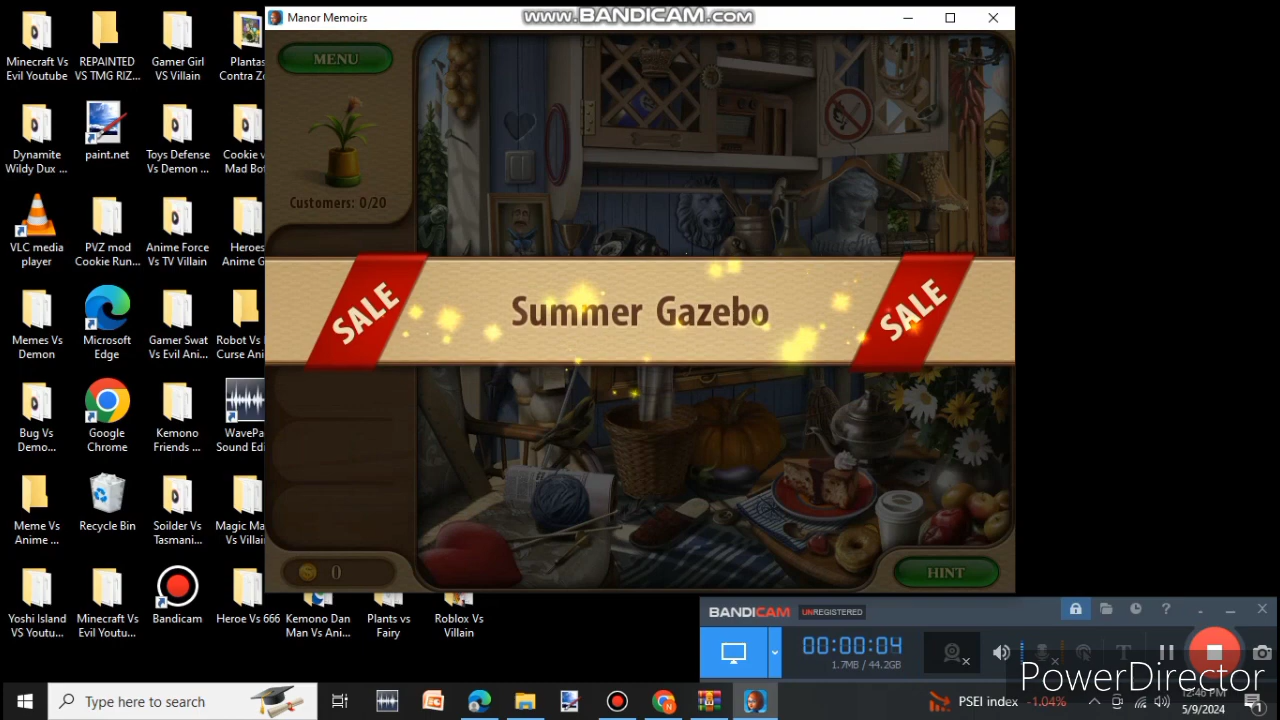 Manor Memoirs
www.BANDICAM.com
MENU
Customers: 0/20
SALE
Summer Gazebo
SALE
0
HINT
Minecraft Vs
Evil Youtube
REPAINTED
VS TMG RIZ...
Gamer Girl
VS Villain
Plantas
Contra Zo
Dynamite
Wildy Dux ...
paint.net
Toys Defense
Vs Demon ...
Cookie v
Mad Bot
VLC media
player
PVZ mod
Cookie Run...
Anime Force
Vs TV Villain
Heroes
Anime G
Memes Vs
Demon
Microsoft
Edge
Gamer Swat
Vs Evil Ani...
Robot Vs
Curse Ani
Bug Vs
Demo...
Google
Chrome
Kemono
Friends ...
WavePa
Sound Edi
Meme Vs
Anime ...
Recycle Bin
Soilder Vs
Tasmani...
Magic Ma
Vs Villai
Yoshi Island
VS Youtu...
Minecraft Vs
Evil Youtu...
Bandicam
Heroe Vs 666
Kemono Dan
Man Vs Ani...
Plants vs
Fairy
Roblox Vs
Villain
BANDICAM UNREGISTERED
00:00:04
1.7MB / 44.2GB
PowerDirector
Type here to search
PSEI index -1.04%
12:46 PM
5/9/2024